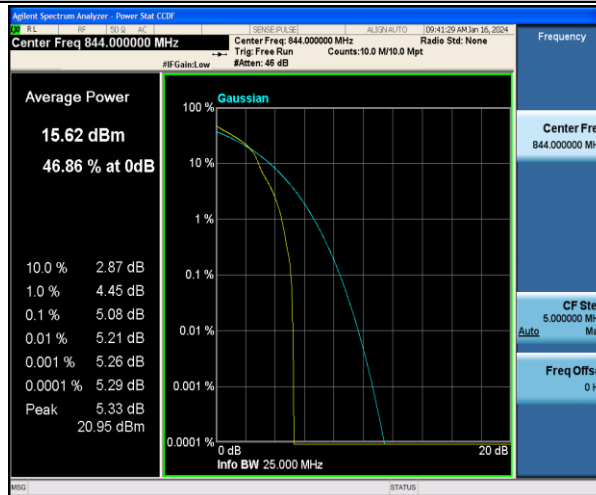 Agilent Spectrum Analyzer - Power Stat CCDF
RL RF 50 Ω AC SENSE:PULSE ALIGN AUTO 09:41:29 AM Jan 16, 2024
Center Freq 844.000000 MHz
Center Freq: 844.000000 MHz Radio Std: None
Trig: Free Run Counts:10.0 M/10.0 Mpt
#IFGain:Low #Atten: 46 dB
Frequency
Average Power
15.62 dBm
46.86 % at 0dB
10.0 % 2.87 dB
1.0 % 4.45 dB
0.1 % 5.08 dB
0.01 % 5.21 dB
0.001 % 5.26 dB
0.0001 % 5.29 dB
Peak 5.33 dB
20.95 dBm
Gaussian
100 %
10 %
1 %
0.1 %
0.01 %
0.001 %
0.0001 %
0 dB 20 dB
Info BW 25.000 MHz
Center Fre
844.000000 MH
CF Ste
5.000000 MH
Auto Ma
Freq Offs
0 H
MSG STATUS